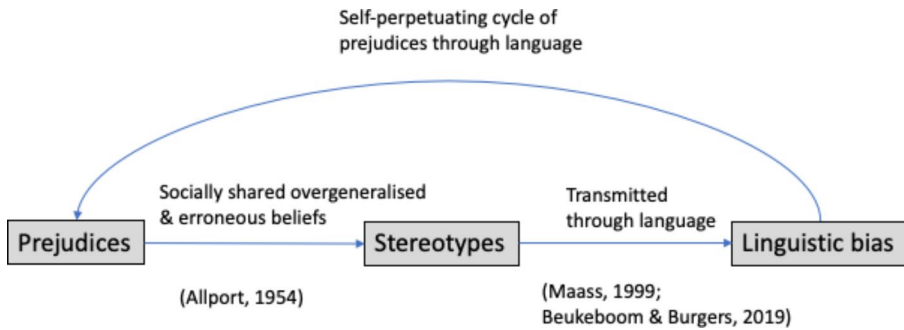 Self-perpetuating cycle of
prejudices through language
Socially shared overgeneralised
& erroneous beliefs
Transmitted
through language
Prejudices
Stereotypes
Linguistic bias
(Allport, 1954)
(Maass, 1999;
Beukeboom & Burgers, 2019)